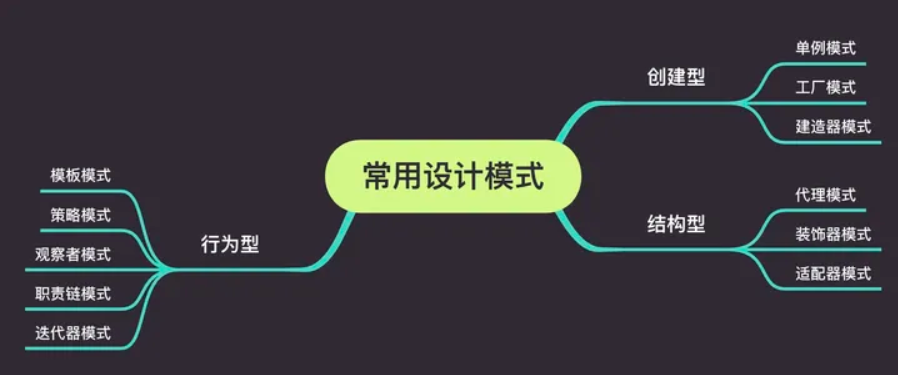 常用设计模式
创建型
单例模式
工厂模式
建造器模式
结构型
代理模式
装饰器模式
适配器模式
行为型
模板模式
策略模式
观察者模式
职责链模式
迭代器模式